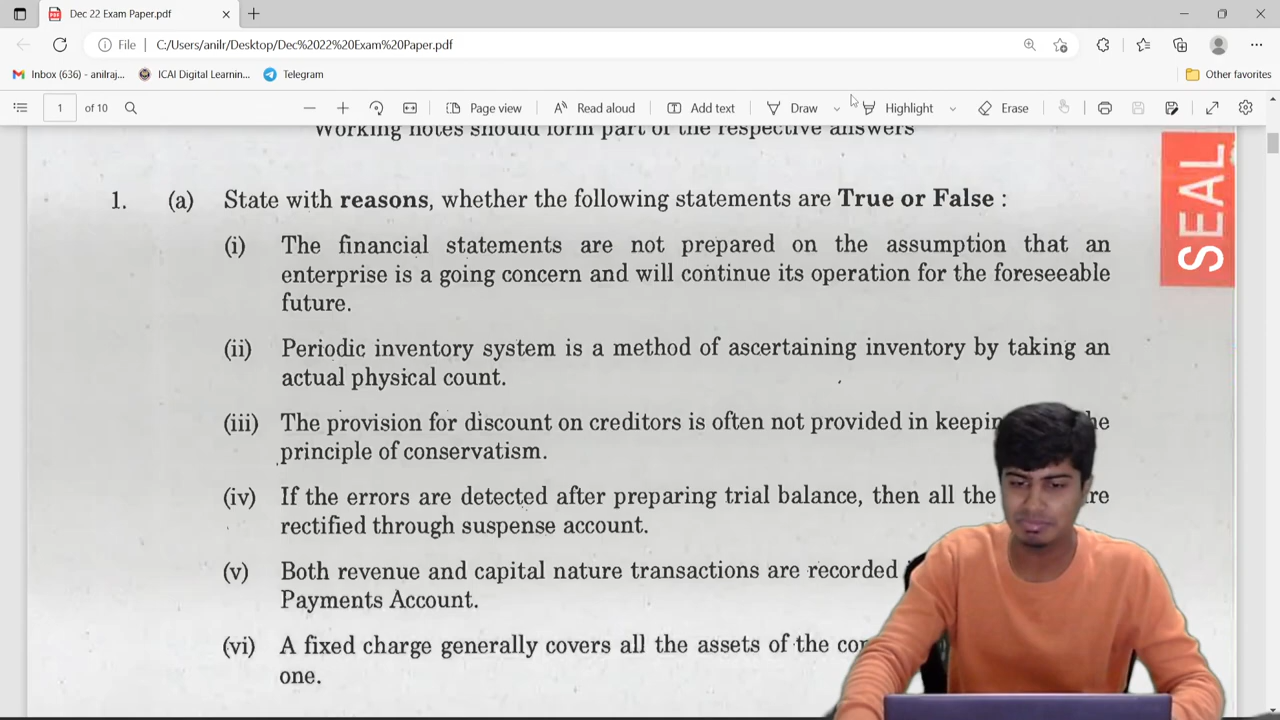 Dec 22 Exam Paper.pdf
File C:/Users/anilr/Desktop/Dec%2022%20Exam%20Paper.pdf
Inbox (636) - anilraj... ICAI Digital Learnin... Telegram Other favorites
1 of 10 Page view Read aloud Add text Draw Highlight Erase
Working notes should form part of the respective answers
SEAL
1. (a) State with reasons, whether the following statements are True or False :
(i) The financial statements are not prepared on the assumption that an
enterprise is a going concern and will continue its operation for the foreseeable
future.
(ii) Periodic inventory system is a method of ascertaining inventory by taking an
actual physical count.
(iii) The provision for discount on creditors is often not provided in
principle of conservatism.
(iv) If the errors are detected after preparing trial balance, then all the
rectified through suspense account.
(v) Both revenue and capital nature transactions are recorded
Payments Account.
(vi) A fixed charge generally covers all the assets of the
one.